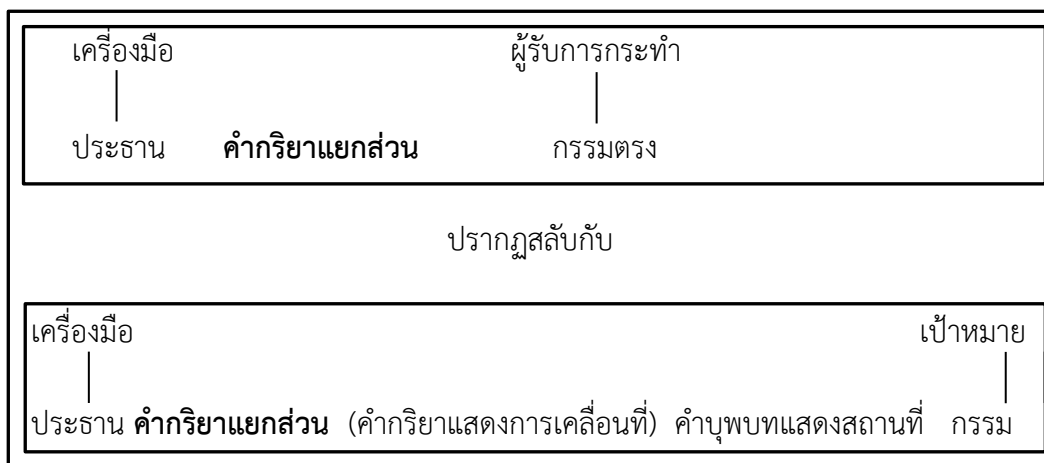 เครื่องมือ ผู้รับการกระทำ
ประธาน คำกริยาแยกส่วน กรรมตรง
ปรากฏสลับกับ
เครื่องมือ เป้าหมาย
ประธาน คำกริยาแยกส่วน (คำกริยาแสดงการเคลื่อนที่) คำบุพบทแสดงสถานที่ กรรม